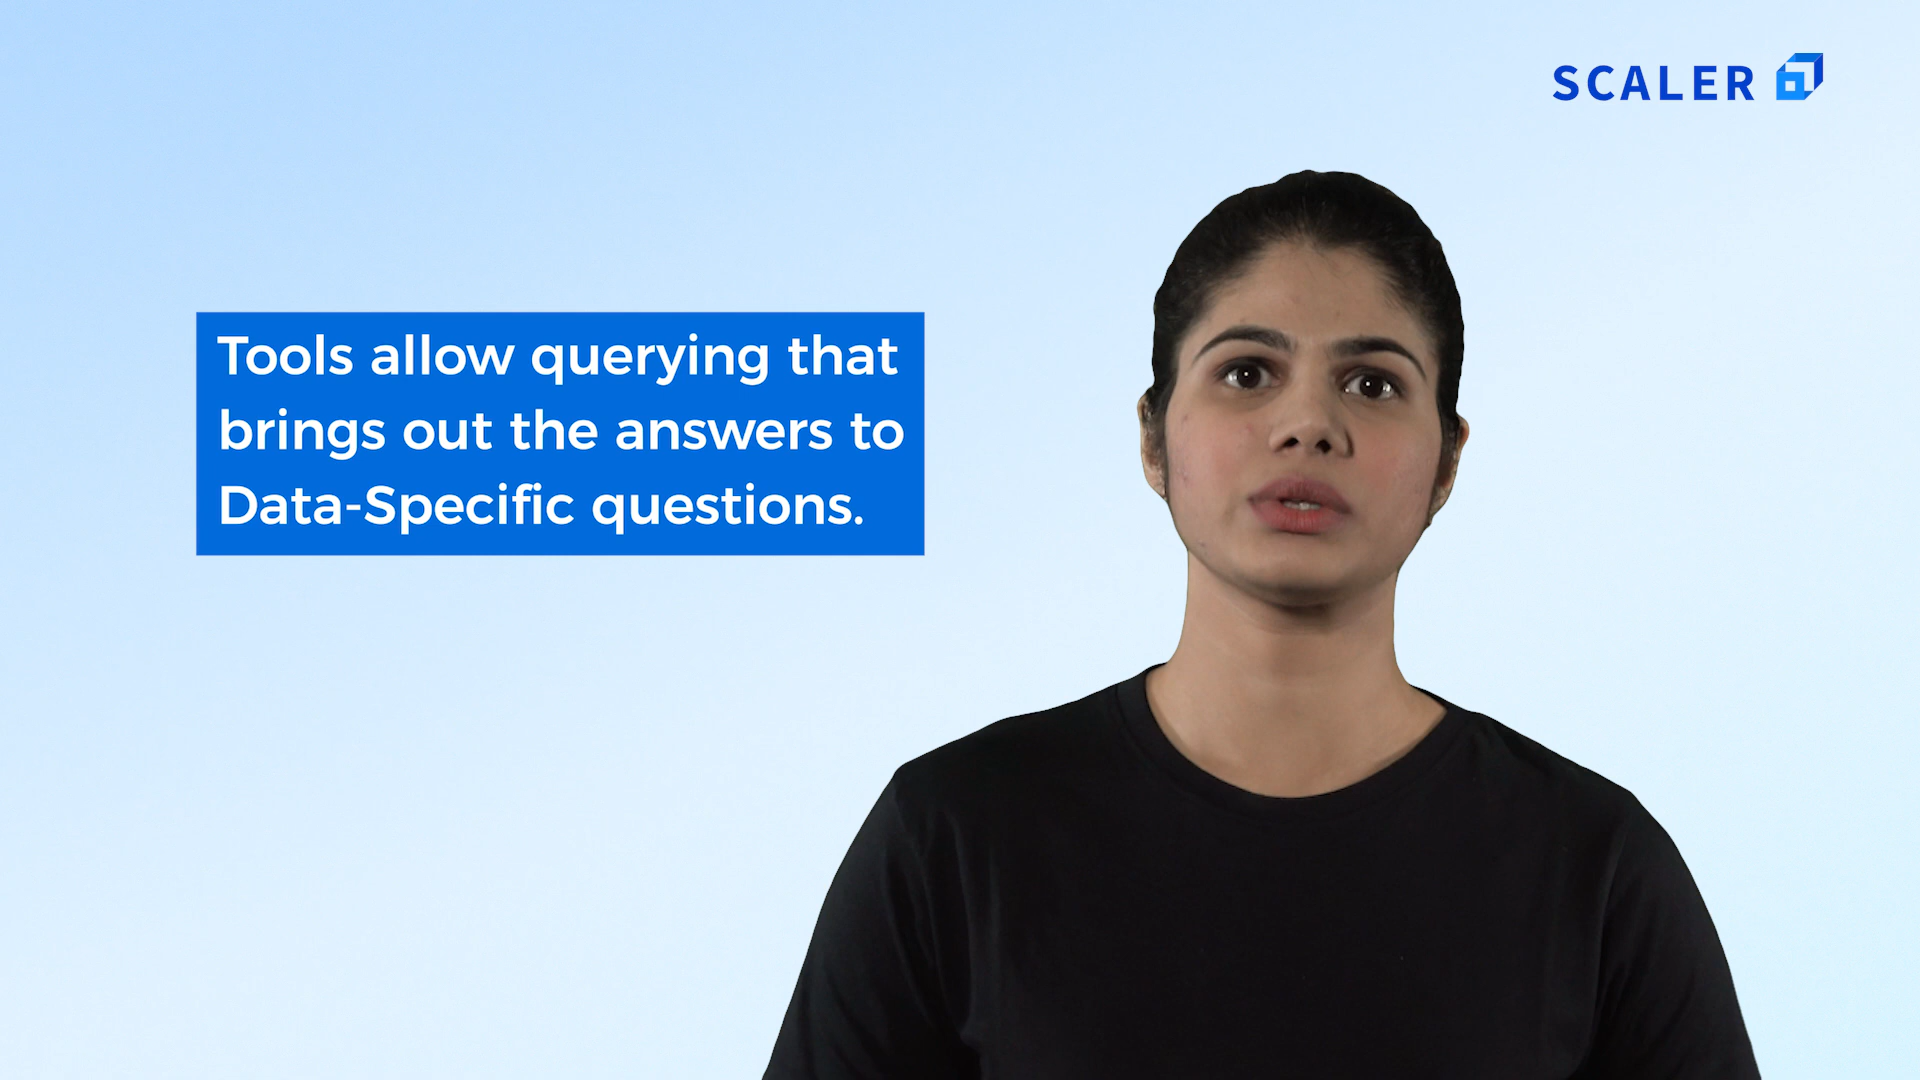 SCALER
Tools allow querying that
brings out the answers to
Data-Specific questions.